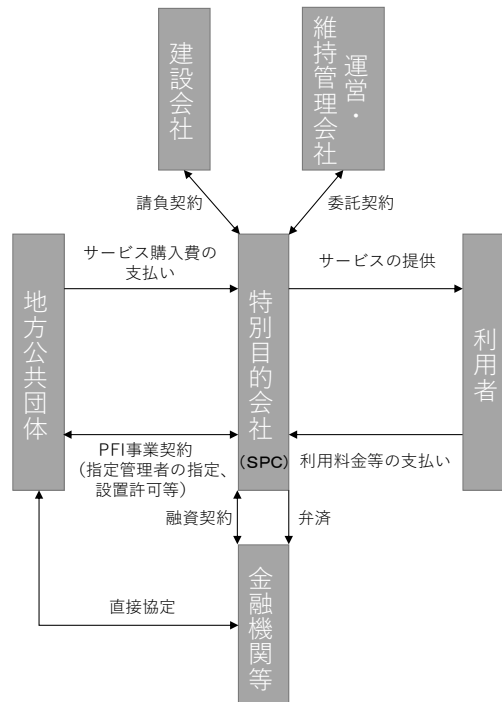 建設会社
運営・
維持管理会社
請負契約
委託契約
地方公共団体
サービス購入費の
支払い
特別目的会社
(SPC)
サービスの提供
利用者
PFI事業契約
(指定管理者の指定、
設置許可等)
利用料金等の支払い
融資契約
弁済
直接協定
金融機関等